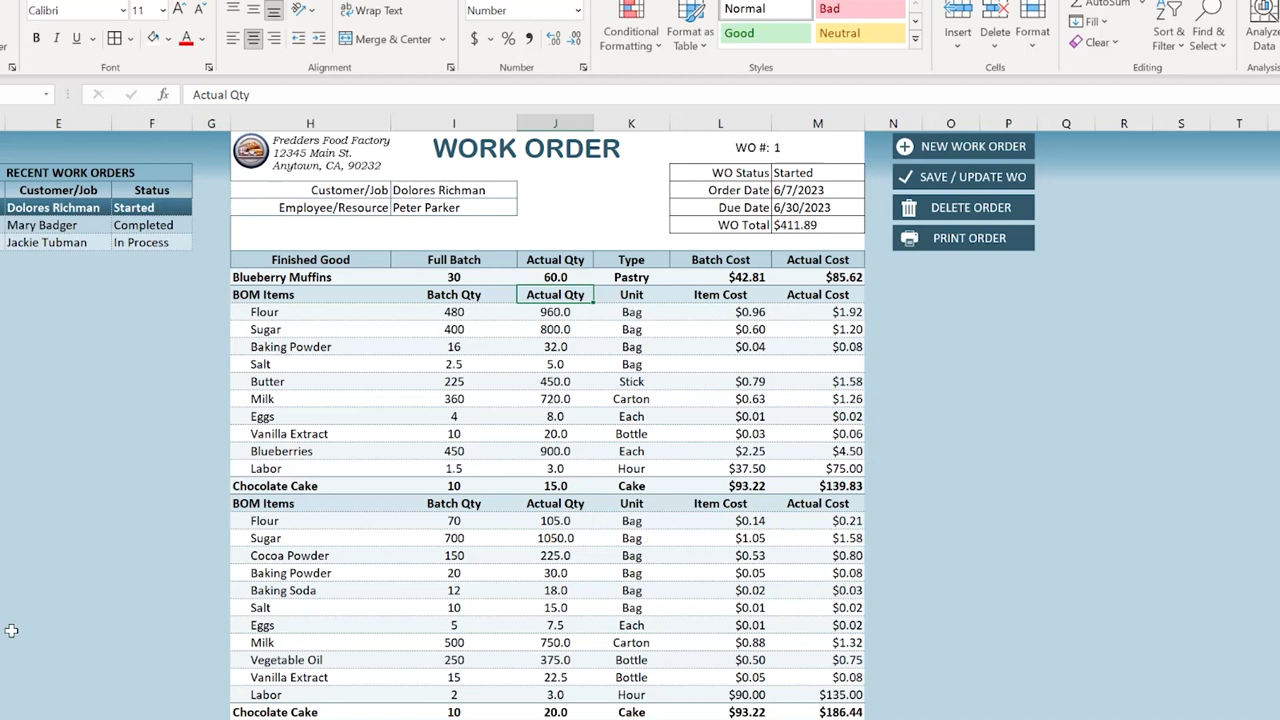 Calibri 11 A A Wrap Text Number Conditional Format as Normal Bad AutoSum
B I U A Merge & Center $ % Formatting Table Good Neutral Insert Delete Format Fill Clear Sort & Find & Analyze
Filter Select Data
Font Alignment Number Styles Cells Editing Analysis
fx Actual Qty
E F G H I J K L M N O P Q R S T
Fredders Food Factory
12345 Main St.
Anytown, CA, 90232
WORK ORDER
WO #: 1
NEW WORK ORDER
RECENT WORK ORDERS
WO Status Started
SAVE / UPDATE WO
Customer/Job Status
Customer/Job Dolores Richman
Order Date 6/7/2023
Dolores Richman Started
Employee/Resource Peter Parker
Due Date 6/30/2023
DELETE ORDER
Mary Badger Completed
WO Total $411.89
PRINT ORDER
Jackie Tubman In Process
Finished Good Full Batch Actual Qty Type Batch Cost Actual Cost
Blueberry Muffins 30 60.0 Pastry $42.81 $85.62
BOM Items Batch Qty Actual Qty Unit Item Cost Actual Cost
Flour 480 960.0 Bag $0.96 $1.92
Sugar 400 800.0 Bag $0.60 $1.20
Baking Powder 16 32.0 Bag $0.04 $0.08
Salt 2.5 5.0 Bag
Butter 225 450.0 Stick $0.79 $1.58
Milk 360 720.0 Carton $0.63 $1.26
Eggs 4 8.0 Each $0.01 $0.02
Vanilla Extract 10 20.0 Bottle $0.03 $0.06
Blueberries 450 900.0 Each $2.25 $4.50
Labor 1.5 3.0 Hour $37.50 $75.00
Chocolate Cake 10 15.0 Cake $93.22 $139.83
BOM Items Batch Qty Actual Qty Unit Item Cost Actual Cost
Flour 70 105.0 Bag $0.14 $0.21
Sugar 700 1050.0 Bag $1.05 $1.58
Cocoa Powder 150 225.0 Bag $0.53 $0.80
Baking Powder 20 30.0 Bag $0.05 $0.08
Baking Soda 12 18.0 Bag $0.02 $0.03
Salt 10 15.0 Bag $0.01 $0.02
Eggs 5 7.5 Each $0.01 $0.02
Milk 500 750.0 Carton $0.88 $1.32
Vegetable Oil 250 375.0 Bottle $0.50 $0.75
Vanilla Extract 15 22.5 Bottle $0.05 $0.08
Labor 2 3.0 Hour $90.00 $135.00
Chocolate Cake 10 20.0 Cake $93.22 $186.44